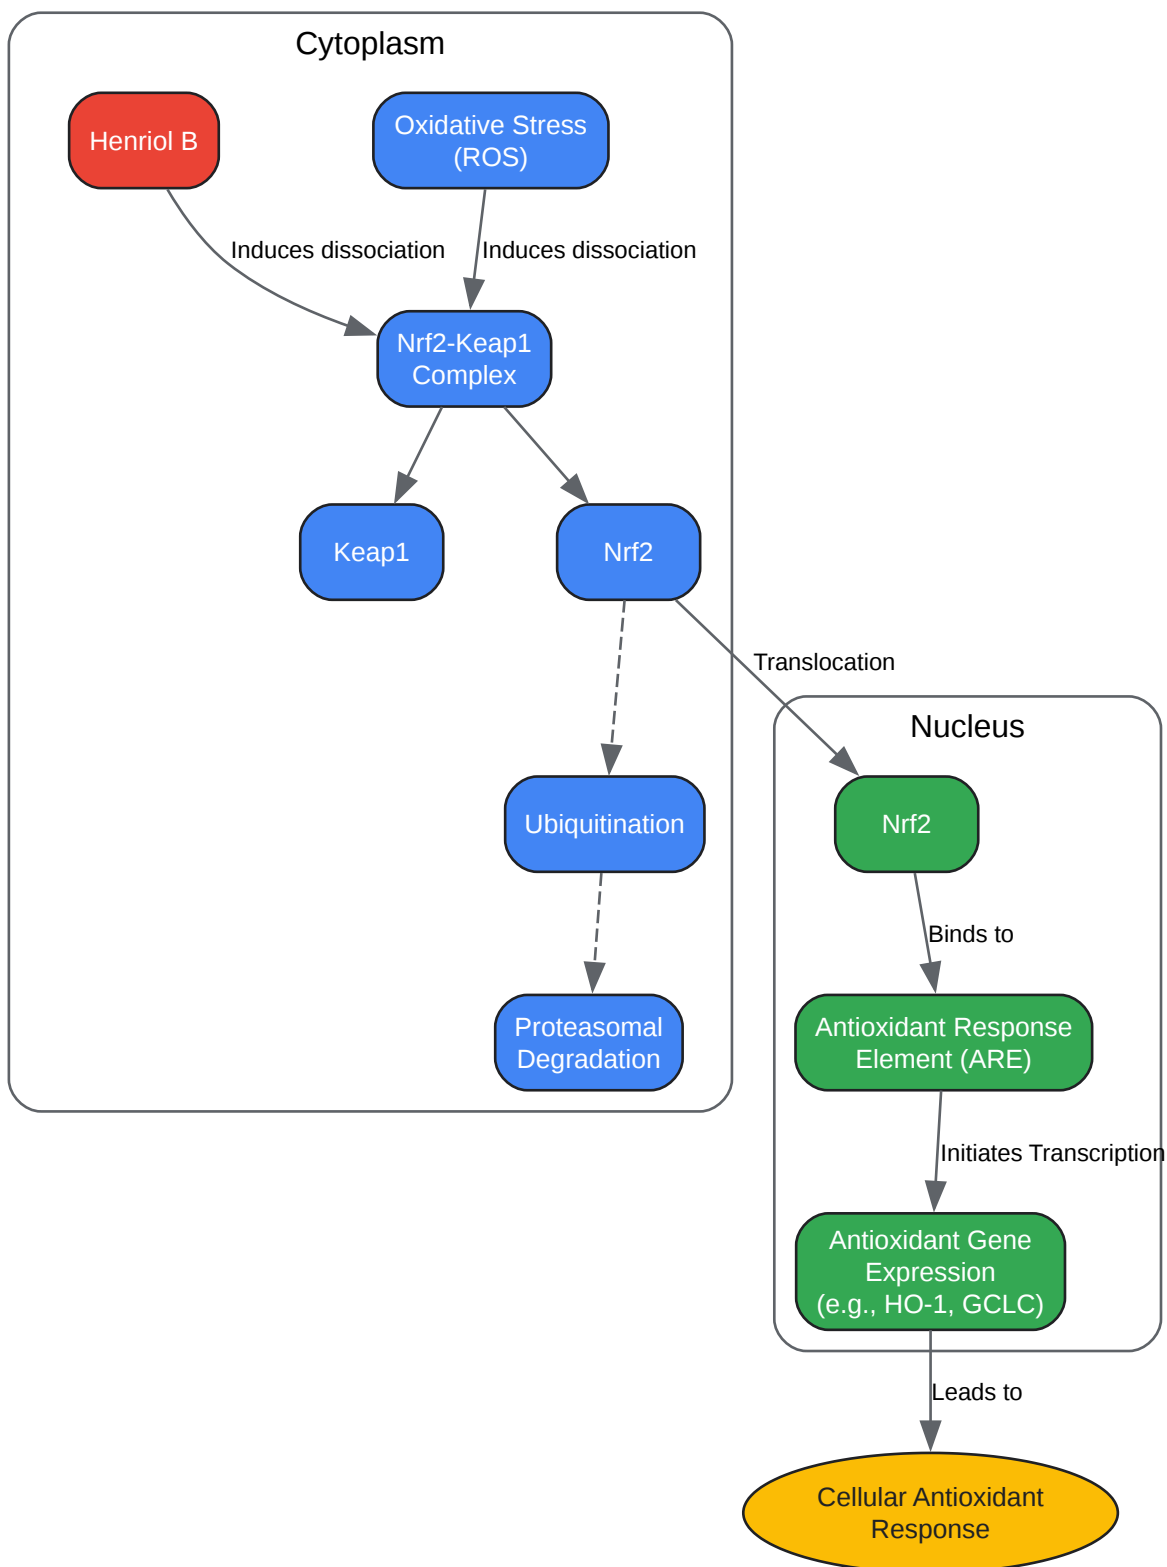 Cytoplasm
Henriol B
Oxidative Stress
(ROS)
Induces dissociation
Induces dissociation
Nrf2-Keap1
Complex
Keap1
Nrf2
Translocation
Nucleus
Ubiquitination
Nrf2
Binds to
Proteasomal
Degradation
Antioxidant Response
Element (ARE)
Initiates Transcription
Antioxidant Gene
Expression
(e.g., HO-1, GCLC)
Leads to
Cellular Antioxidant
Response